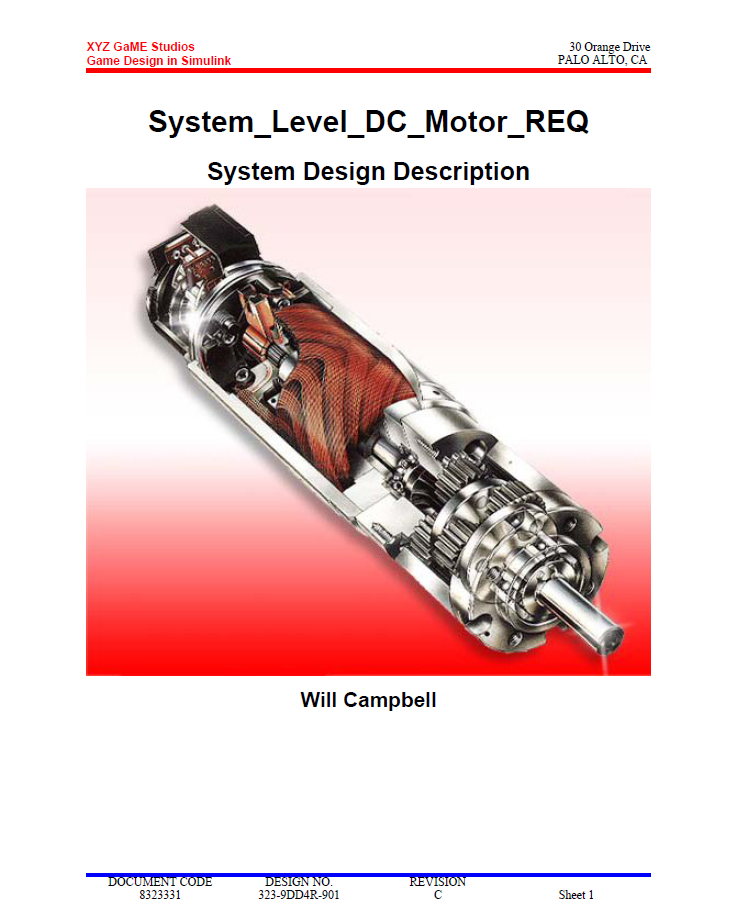 XYZ GaME Studios
30 Orange Drive
Game Design in Simulink
PALO ALTO, CA
System_Level_DC_Motor_REQ
System Design Description
Will Campbell
DOCUMENT CODE DESIGN NO. REVISION
8323331 323-9DD4R-901 C Sheet 1